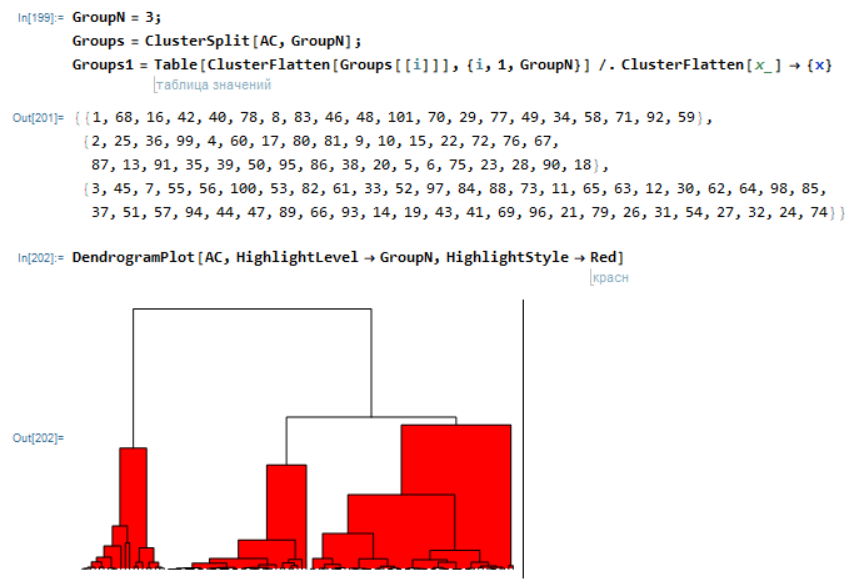 In[199]:= GroupN = 3;
Groups = ClusterSplit[AC, GroupN];
Groups1 = Table[ClusterFlatten[Groups[[i]]], {i, 1, GroupN}] /. ClusterFlatten[x_] → {x}
таблица значений
Out[201]= {{1, 68, 16, 42, 40, 78, 8, 83, 46, 48, 101, 70, 29, 77, 49, 34, 58, 71, 92, 59},
{2, 25, 36, 99, 4, 60, 17, 80, 81, 9, 10, 15, 22, 72, 76, 67,
87, 13, 91, 35, 39, 50, 95, 86, 38, 20, 5, 6, 75, 23, 28, 90, 18},
{3, 45, 7, 55, 56, 100, 53, 82, 61, 33, 52, 97, 84, 88, 73, 11, 65, 63, 12, 30, 62, 64, 98, 85,
37, 51, 57, 94, 44, 47, 89, 66, 93, 14, 19, 43, 41, 69, 96, 21, 79, 26, 31, 54, 27, 32, 24, 74}}
In[202]:= DendrogramPlot[AC, HighlightLevel → GroupN, HighlightStyle → Red]
красн
Out[202]=